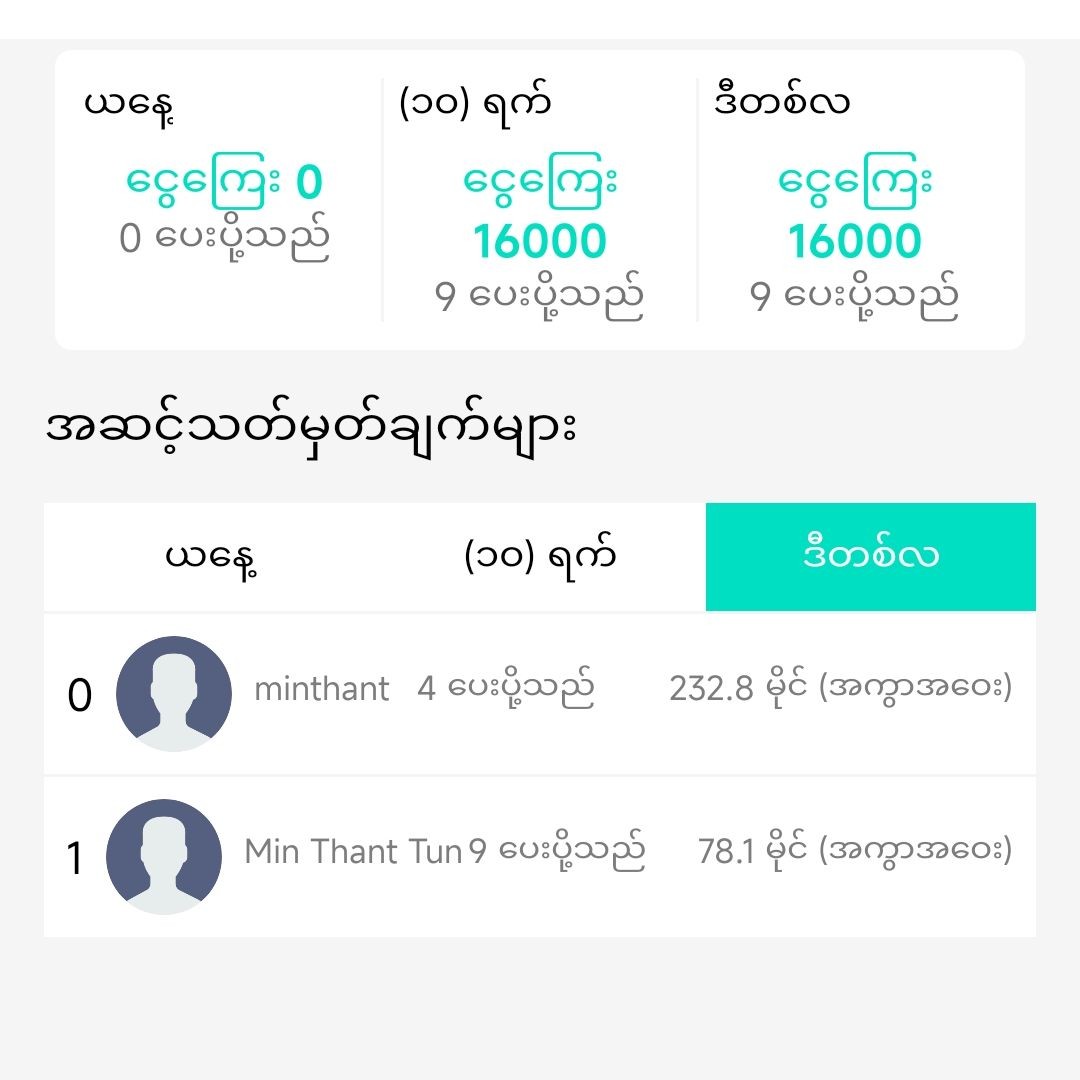 ယနေ့ (၁၀) ရက် ဒီတစ်လ
ငွေကြေး 0 ငွေကြေး ငွေကြေး
0 ပေးပို့သည် 16000 16000
9 ပေးပို့သည် 9 ပေးပို့သည်
အဆင့်သတ်မှတ်ချက်များ
ယနေ့ (၁၀) ရက် ဒီတစ်လ
0 minthant 4 ပေးပို့သည် 232.8 မိုင် (အကွာအဝေး)
1 Min Thant Tun 9 ပေးပို့သည် 78.1 မိုင် (အကွာအဝေး)